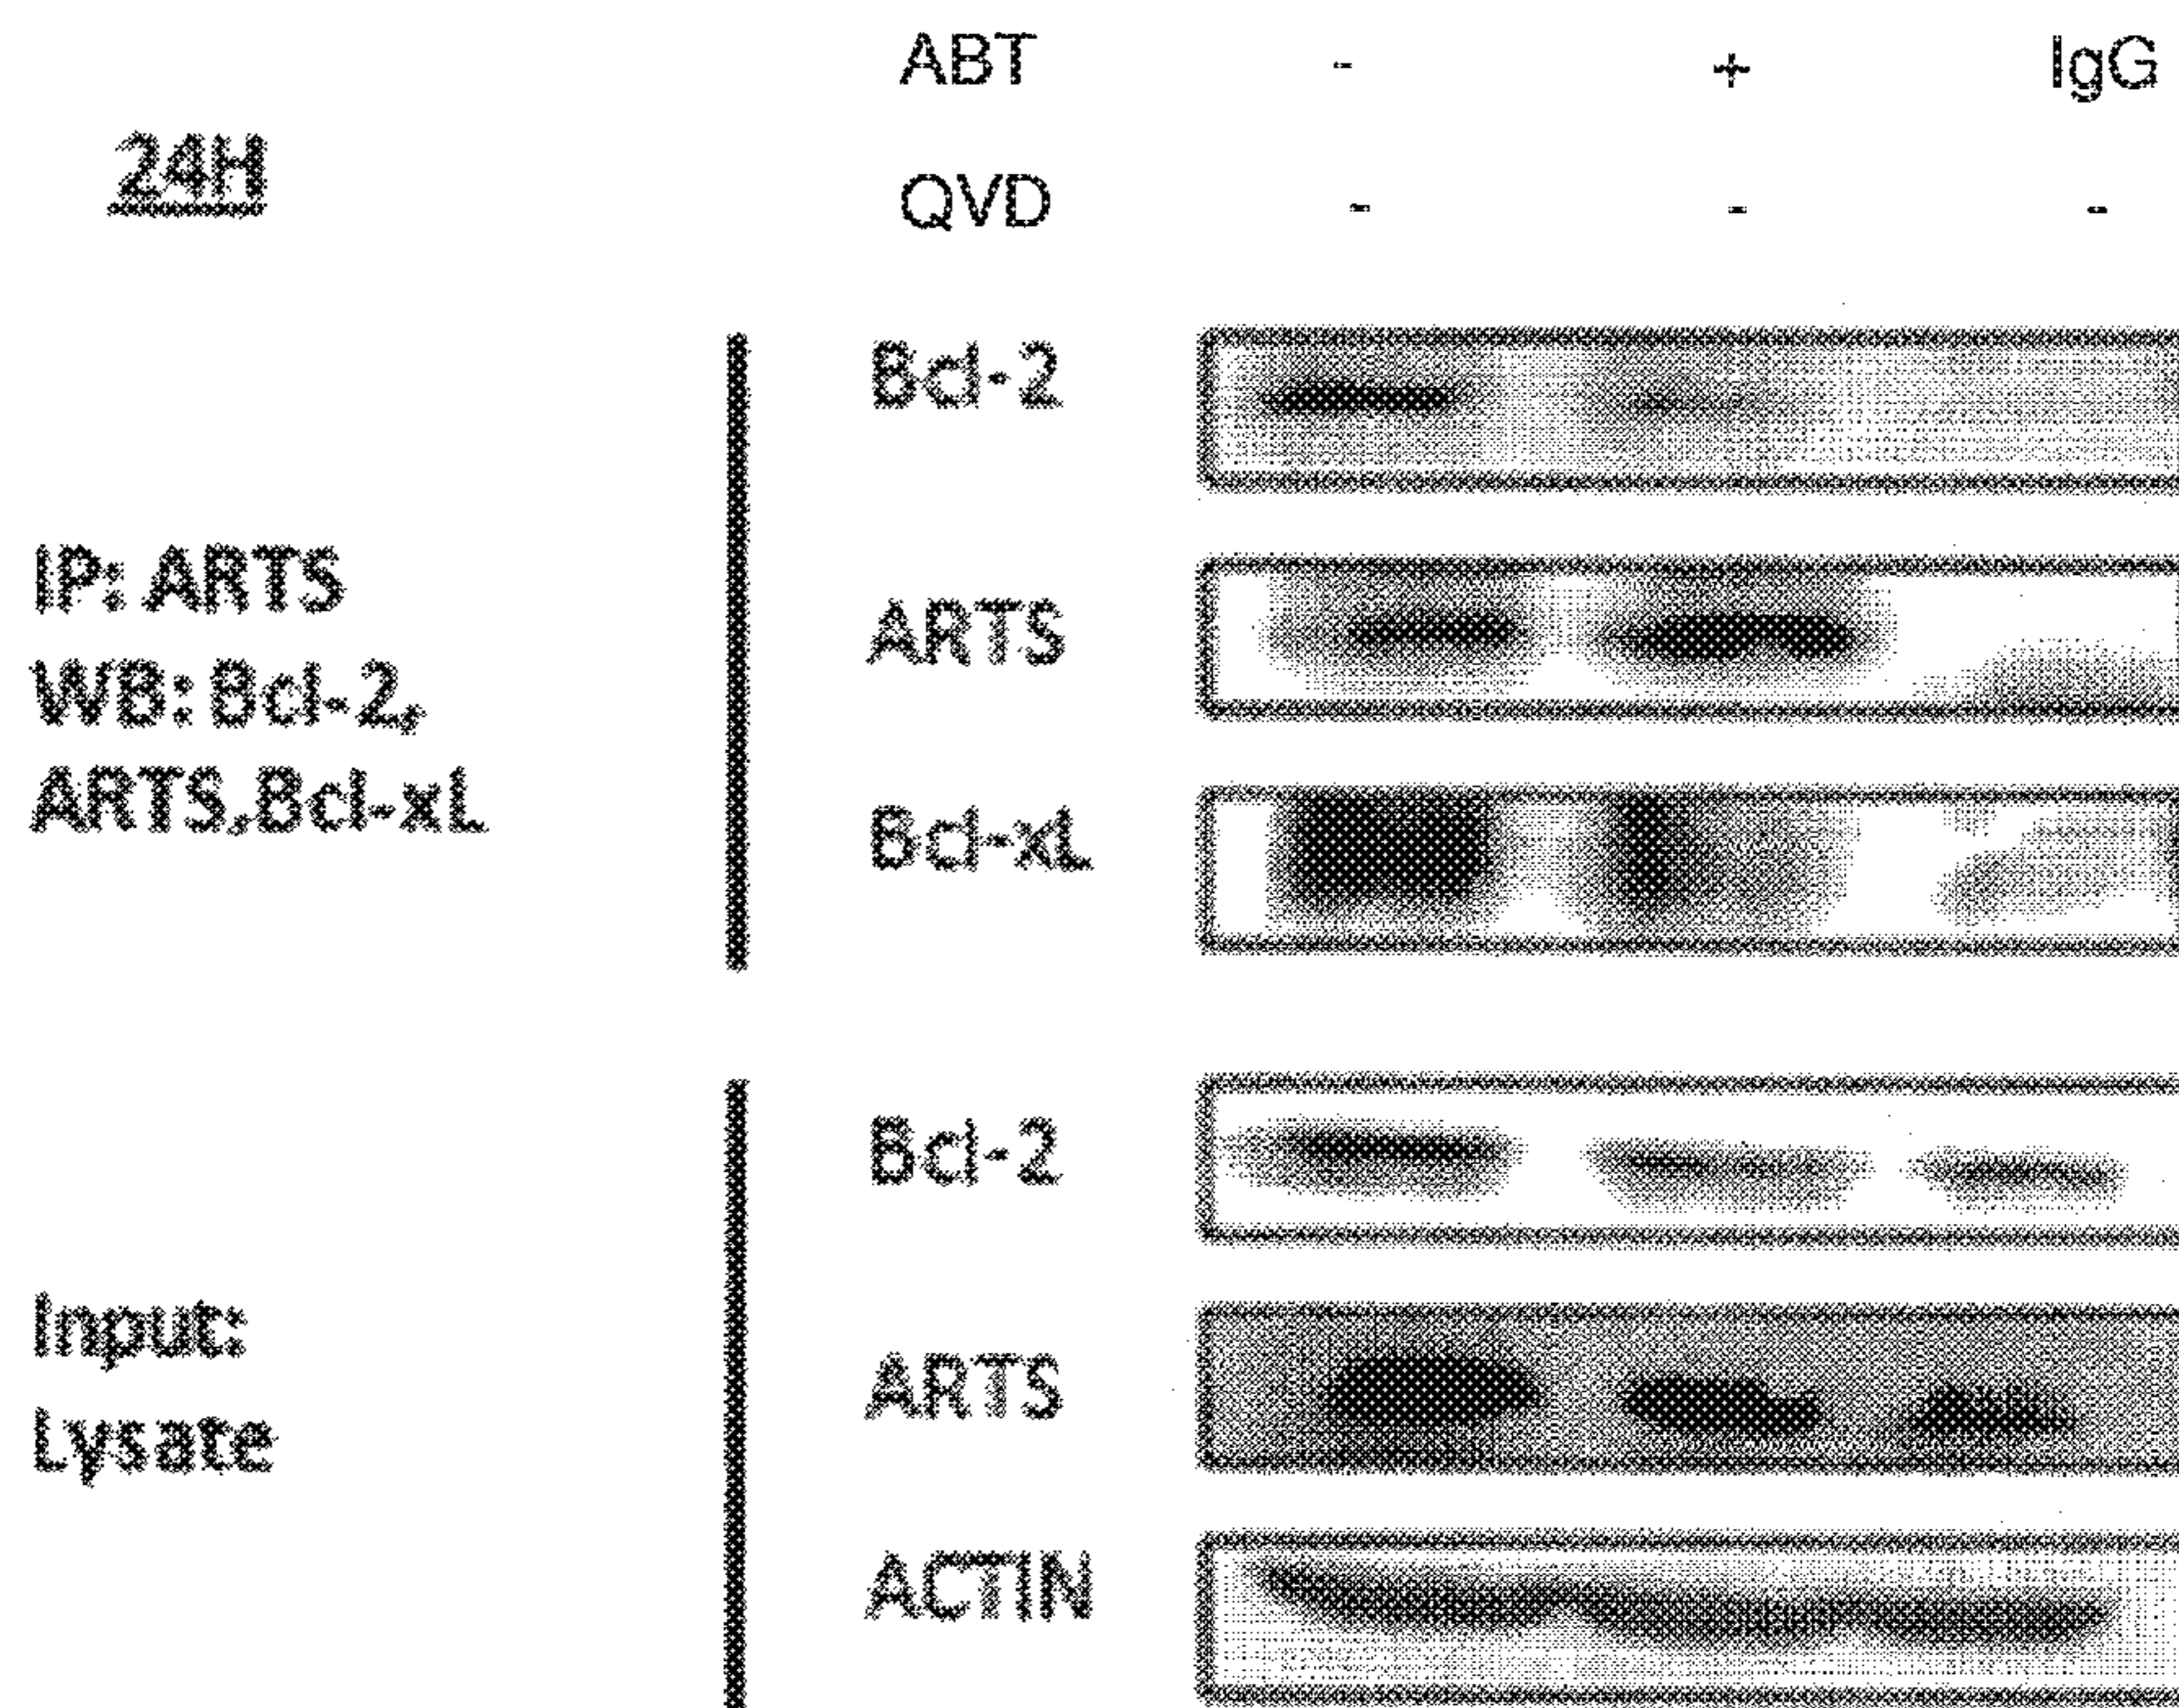 ABT - + IgG
24H
QVD - - -
Bcl-2
IP: ARTS
ARTS
WB: Bcl-2,
ARTS,Bcl-xL
Bcl-xL
Bcl-2
Input:
ARTS
Lysate
ACTIN